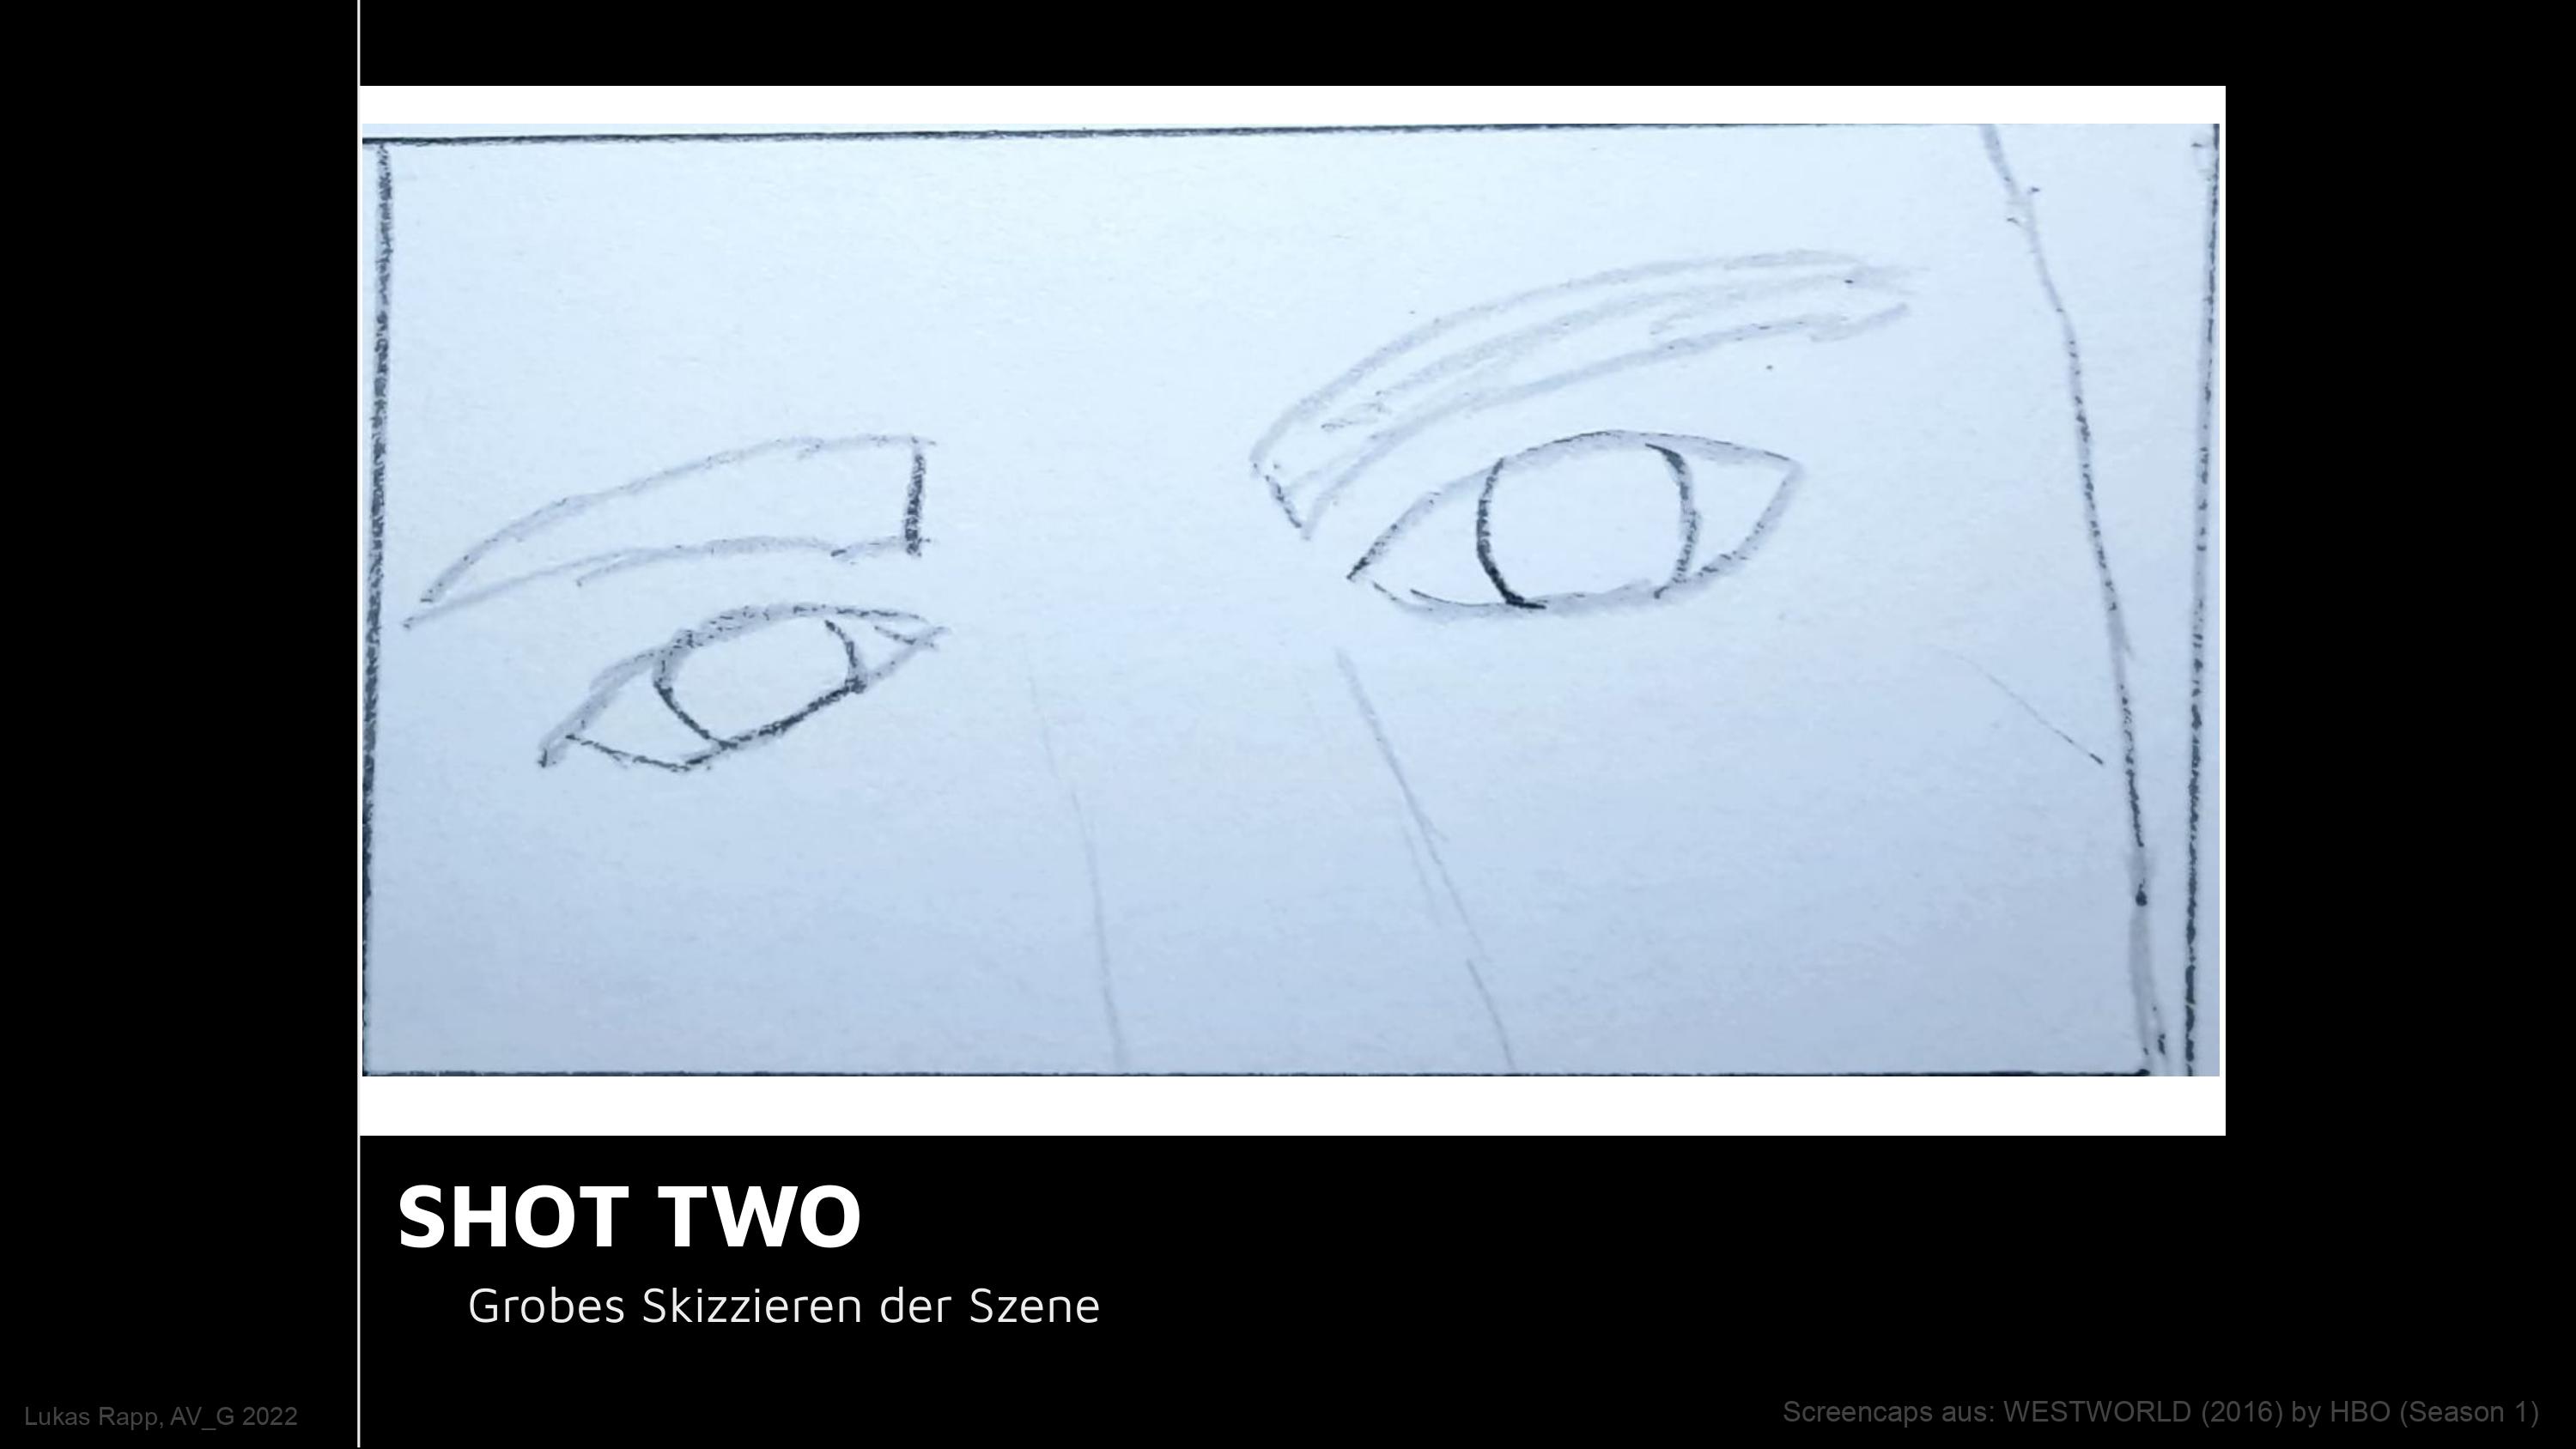 SHOT TWO
Grobes Skizzieren der Szene
Lukas Rapp, AV_G 2022
Screencaps aus: WESTWORLD (2016) by HBO (Season 1)